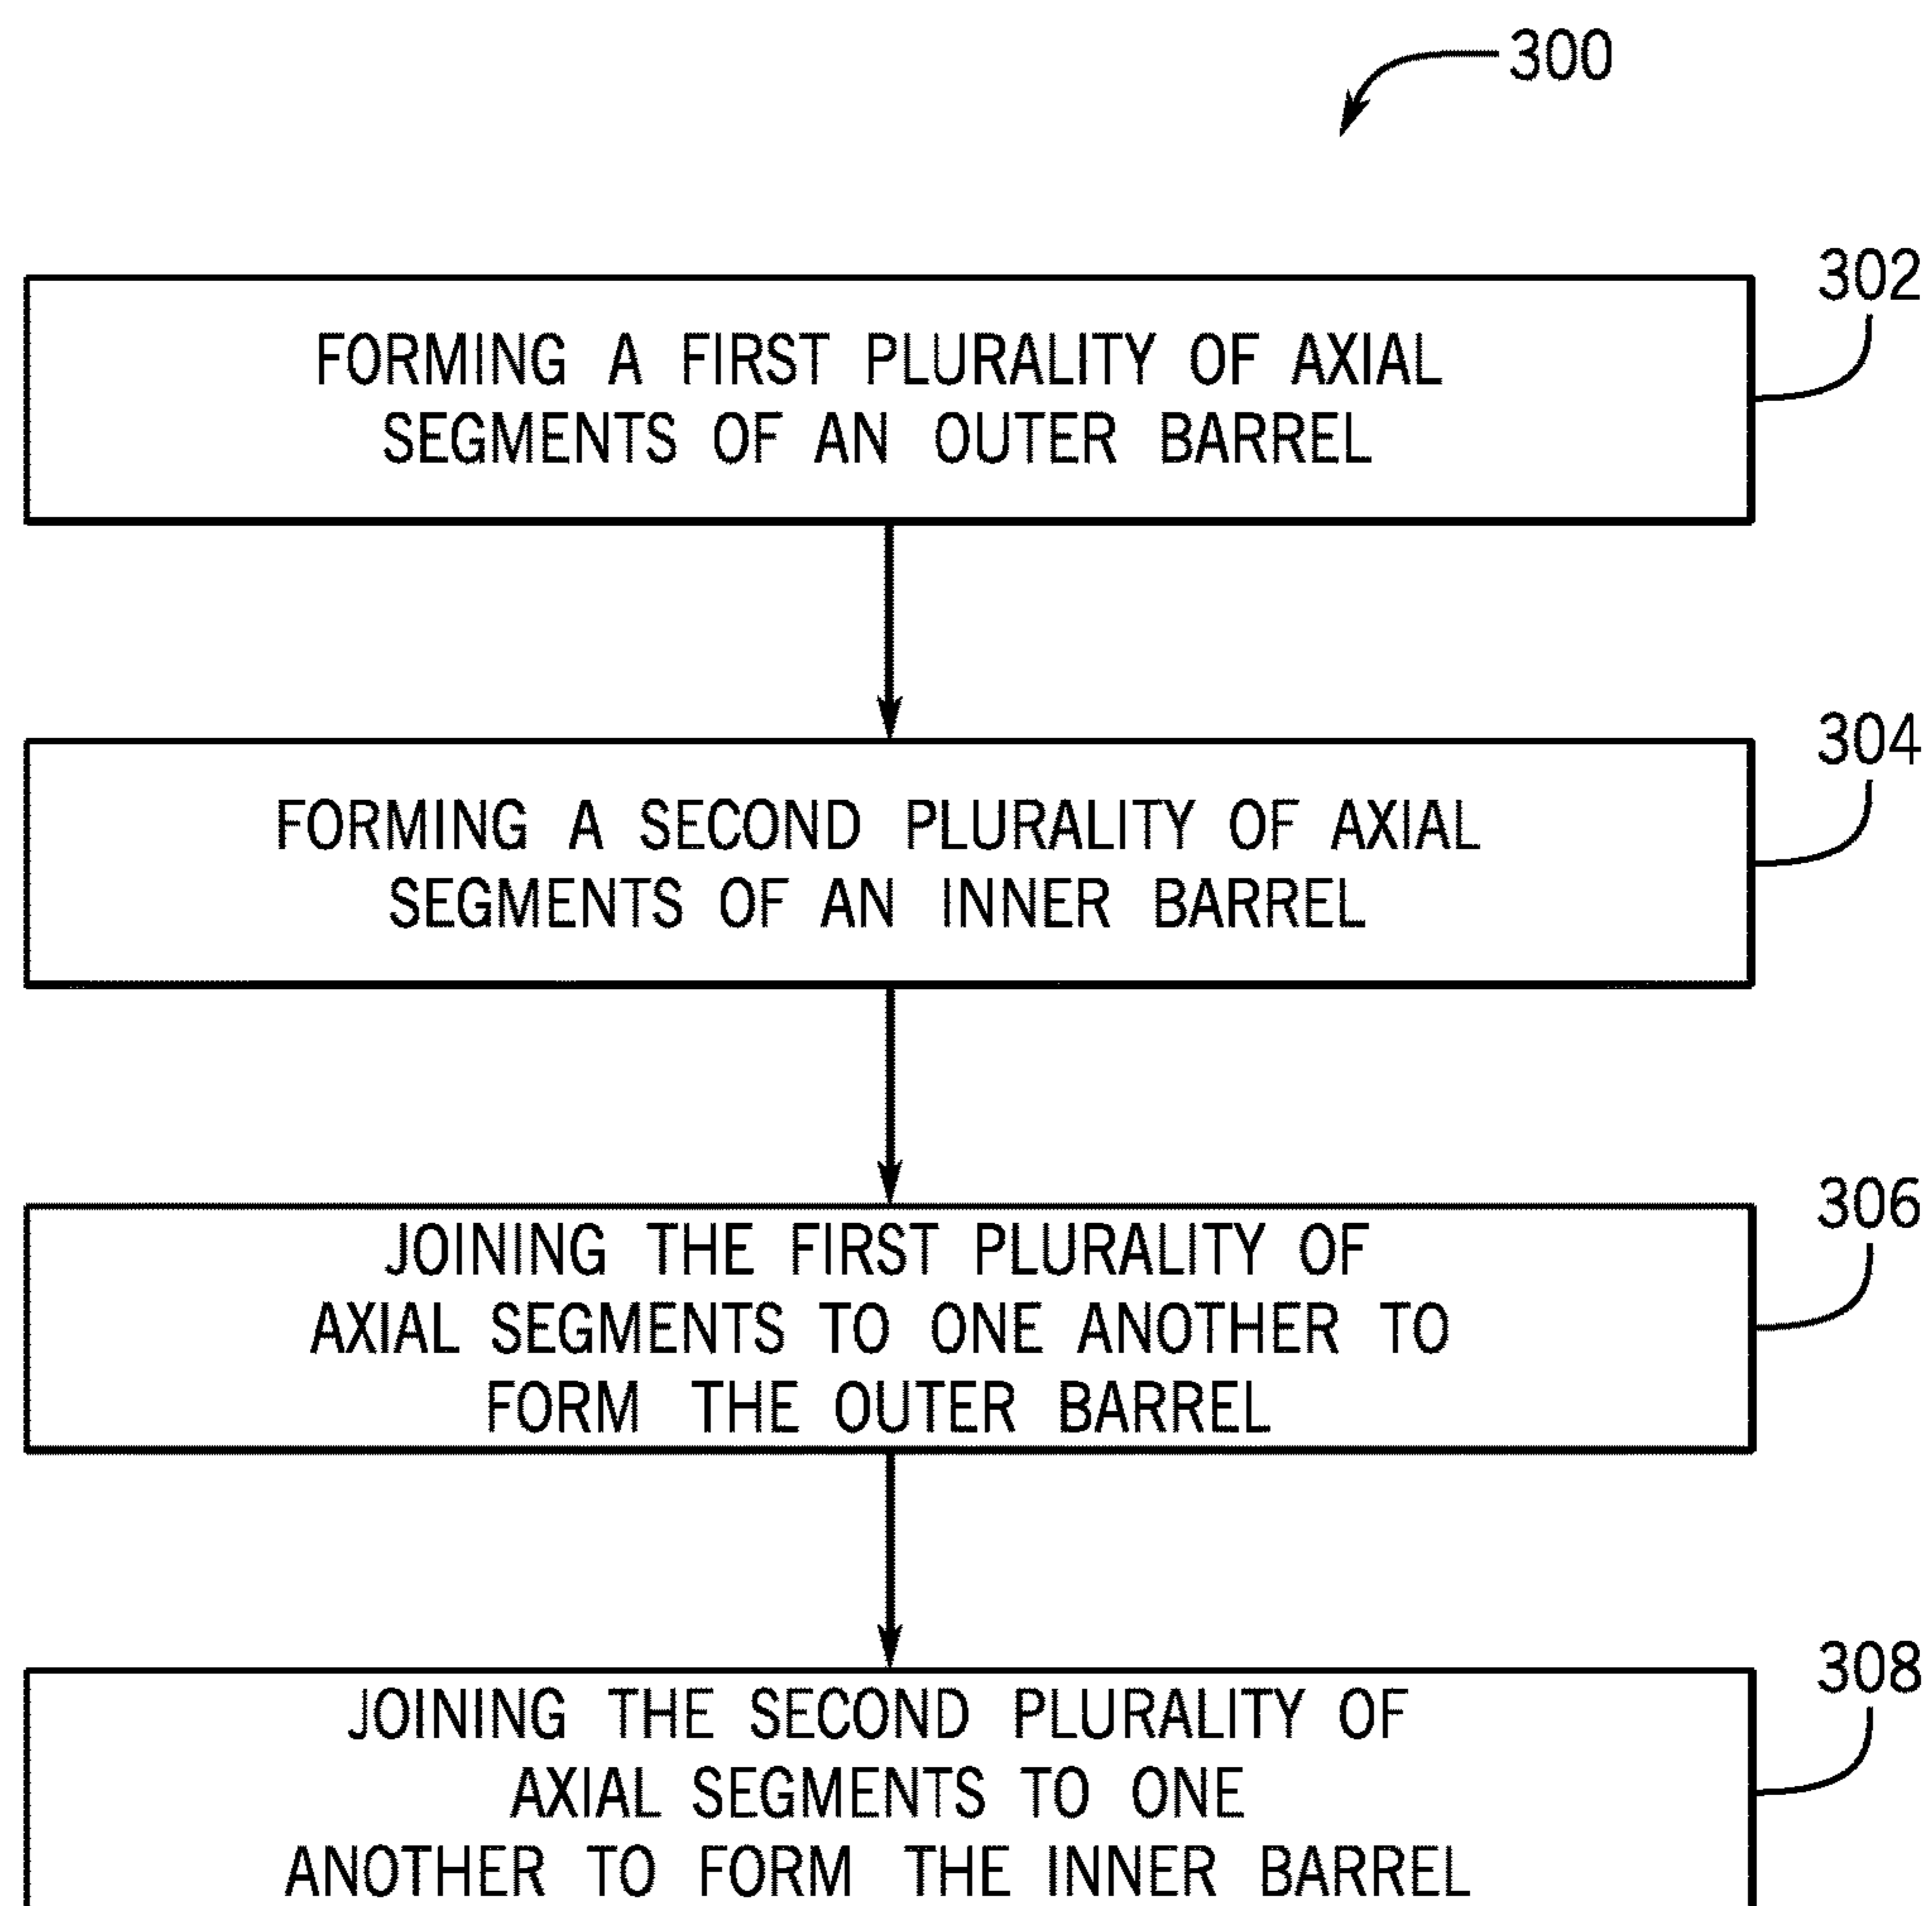 300
302
FORMING A FIRST PLURALITY OF AXIAL
SEGMENTS OF AN OUTER BARREL
304
FORMING A SECOND PLURALITY OF AXIAL
SEGMENTS OF AN INNER BARREL
306
JOINING THE FIRST PLURALITY OF
AXIAL SEGMENTS TO ONE ANOTHER TO
FORM THE OUTER BARREL
308
JOINING THE SECOND PLURALITY OF
AXIAL SEGMENTS TO ONE
ANOTHER TO FORM THE INNER BARREL